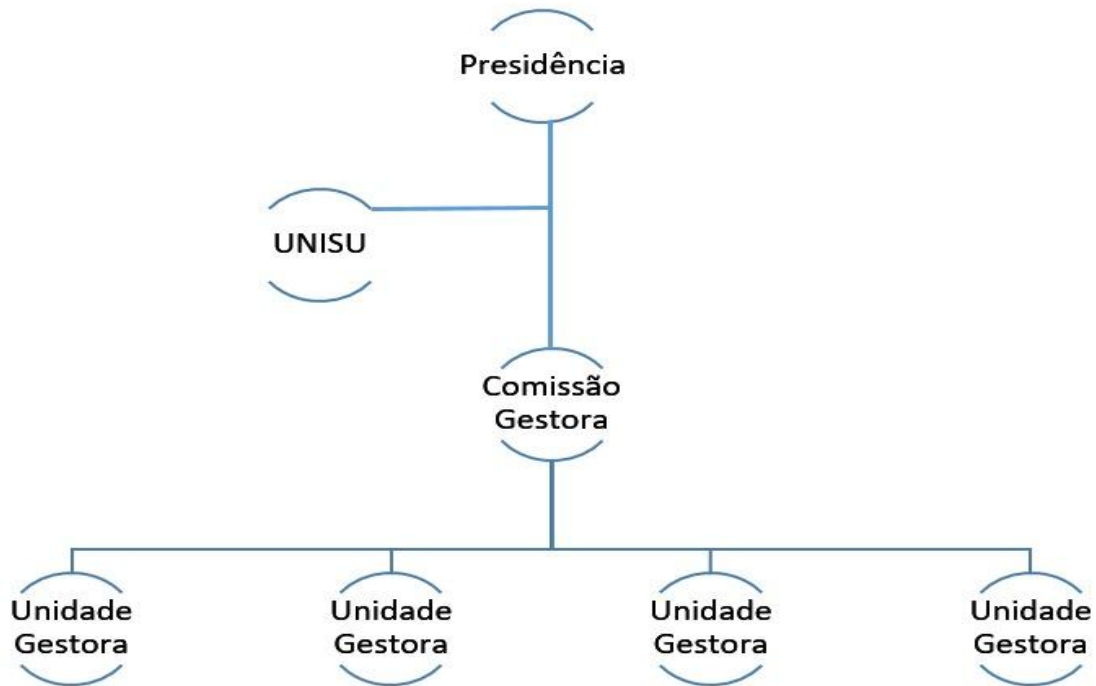 Presidência
UNISU
Comissão
Gestora
Unidade
Gestora
Unidade
Gestora
Unidade
Gestora
Unidade
Gestora